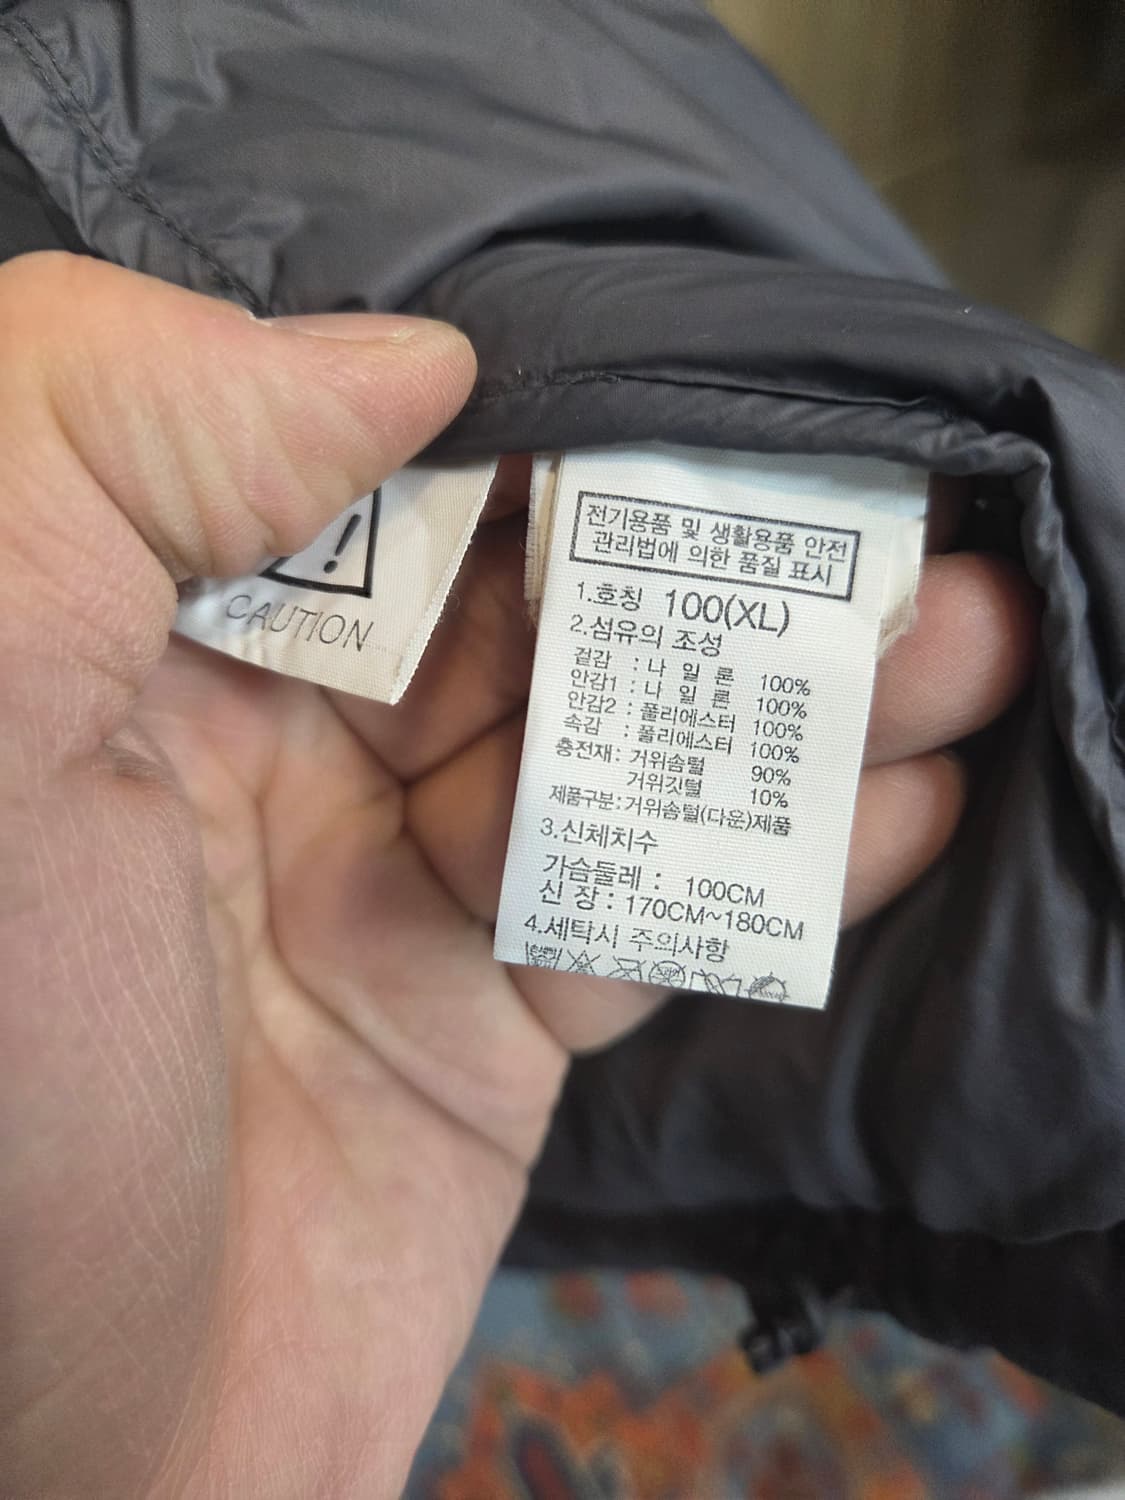 !
CAUTION
전기용품 및 생활용품 안전
관리법에 의한 품질 표시
1.호칭 100(XL)
2.섬유의 조성
겉감 : 나 일 론 100%
안감1 : 나 일 론 100%
안감2 : 폴리에스터 100%
속감 : 폴리에스터 100%
충전재: 거위솜털 90%
거위깃털 10%
제품구분:거위솜털(다운)제품
3.신체치수
가슴둘레 : 100CM
신 장 : 170CM~180CM
4.세탁시 주의사항